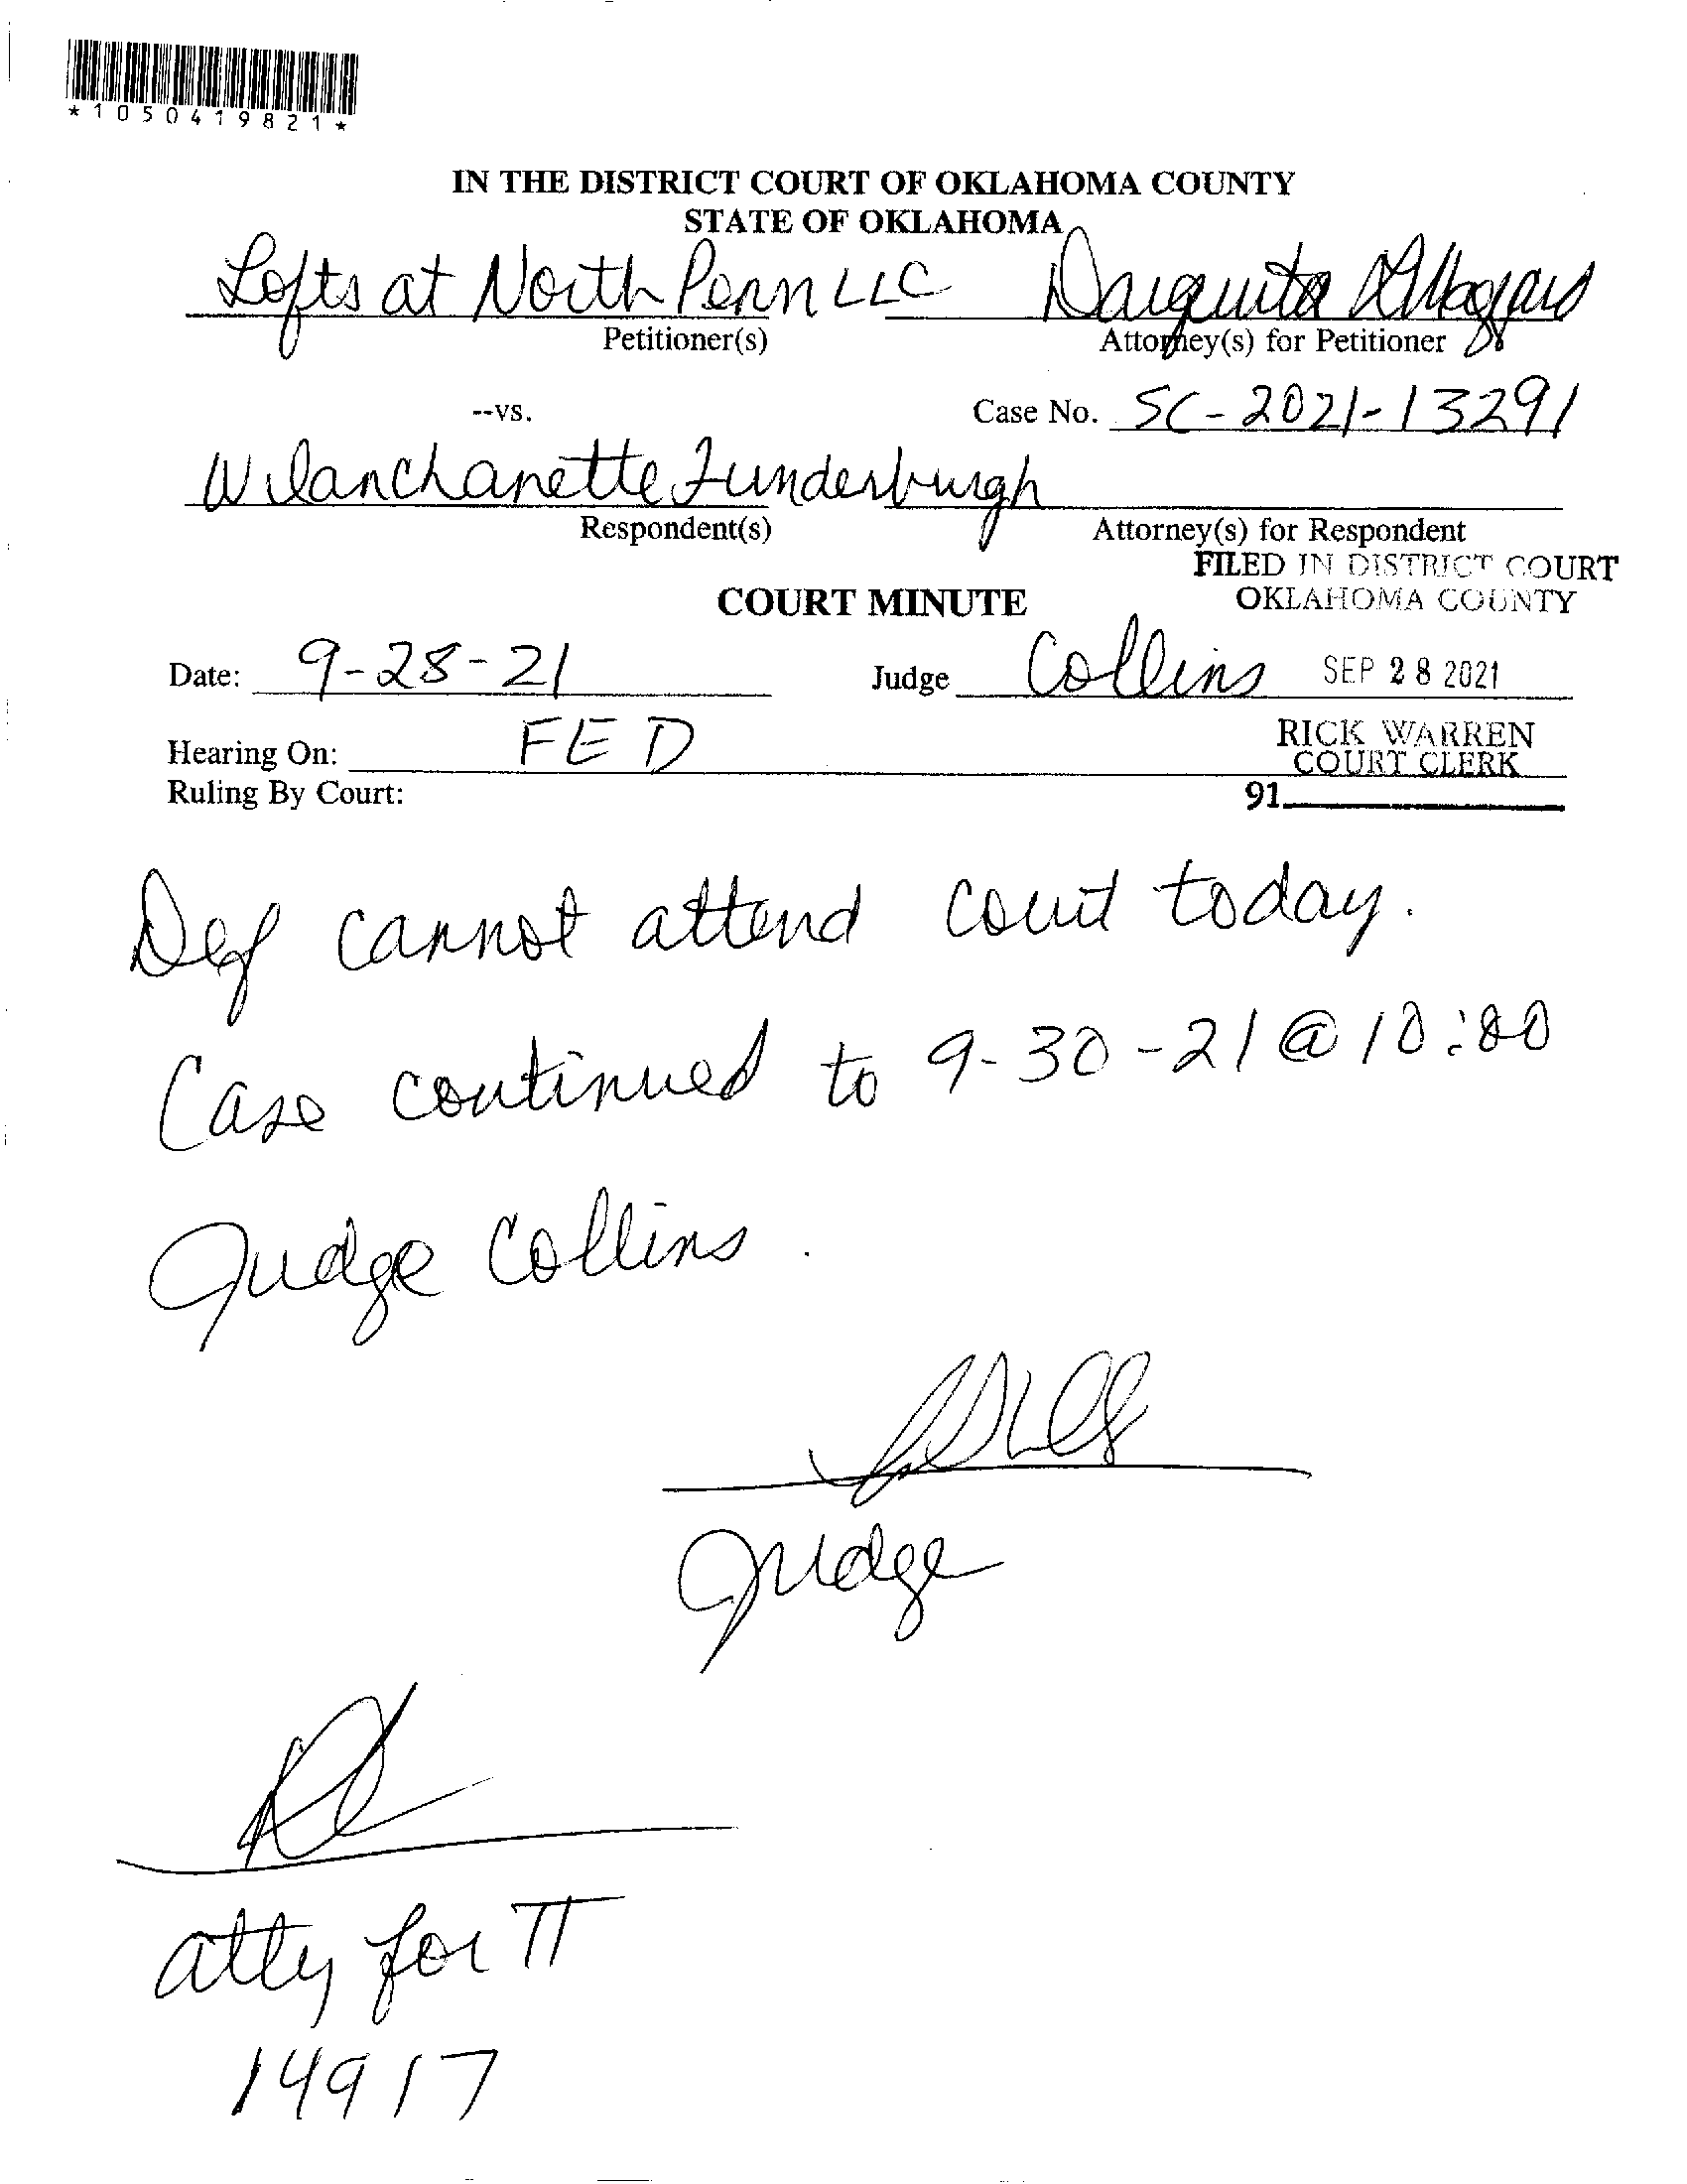 *1050419821*
IN THE DISTRICT COURT OF OKLAHOMA COUNTY
STATE OF OKLAHOMA
Lofts at North Penn LLC Darquita
Petitioner(s) Attorney(s) for Petitioner
--vs. Case No. SC-2021-13291
Wilanchanette Funderburgh
Respondent(s) Attorney(s) for Respondent
FILED IN DISTRICT COURT
OKLAHOMA COUNTY
COURT MINUTE
Date: 9-28-21 Judge Collins SEP 28 2021
Hearing On: FED RICK WARREN
COURT CLERK
Ruling By Court: 91
Def cannot attend court today.
Case continued to 9-30-21 @ 10:00
Judge Collins.
Judge
atty for π
14917